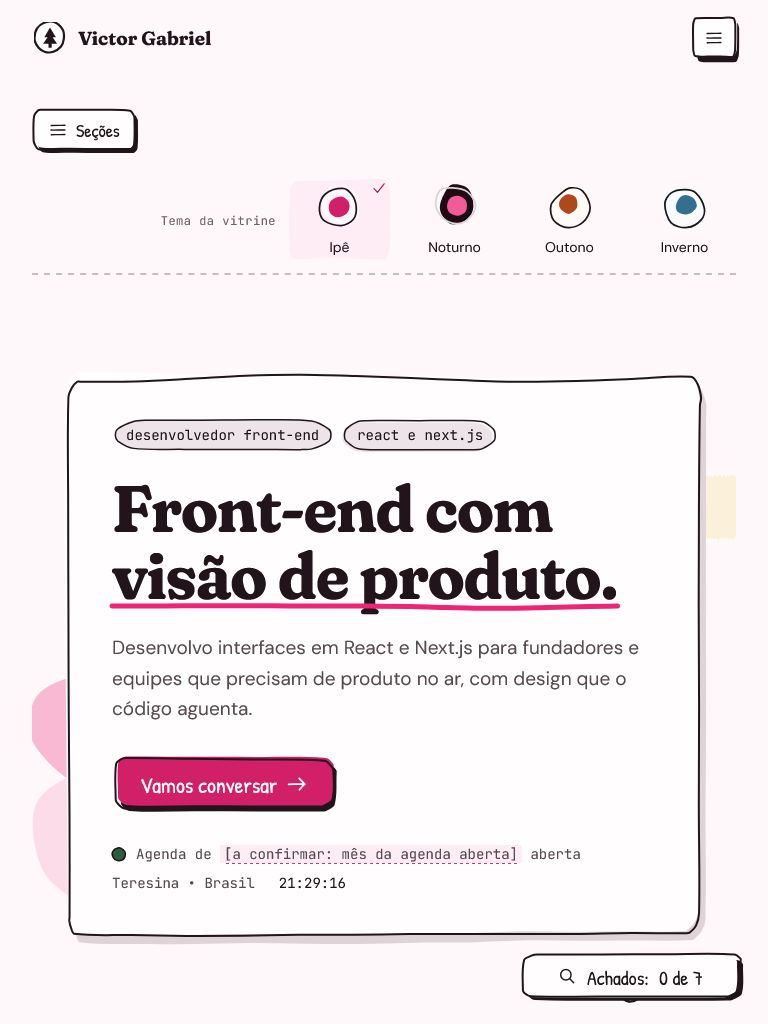 Victor Gabriel
Seções
Tema da vitrine
Ipê
Noturno
Outono
Inverno
desenvolvedor front-end
react e next.js
Front-end com
visão de produto.
Desenvolvo interfaces em React e Next.js para fundadores e
equipes que precisam de produto no ar, com design que o
código aguenta.
Vamos conversar →
Agenda de [a confirmar: mês da agenda aberta] aberta
Teresina • Brasil 21:29:16
Achados: 0 de 7